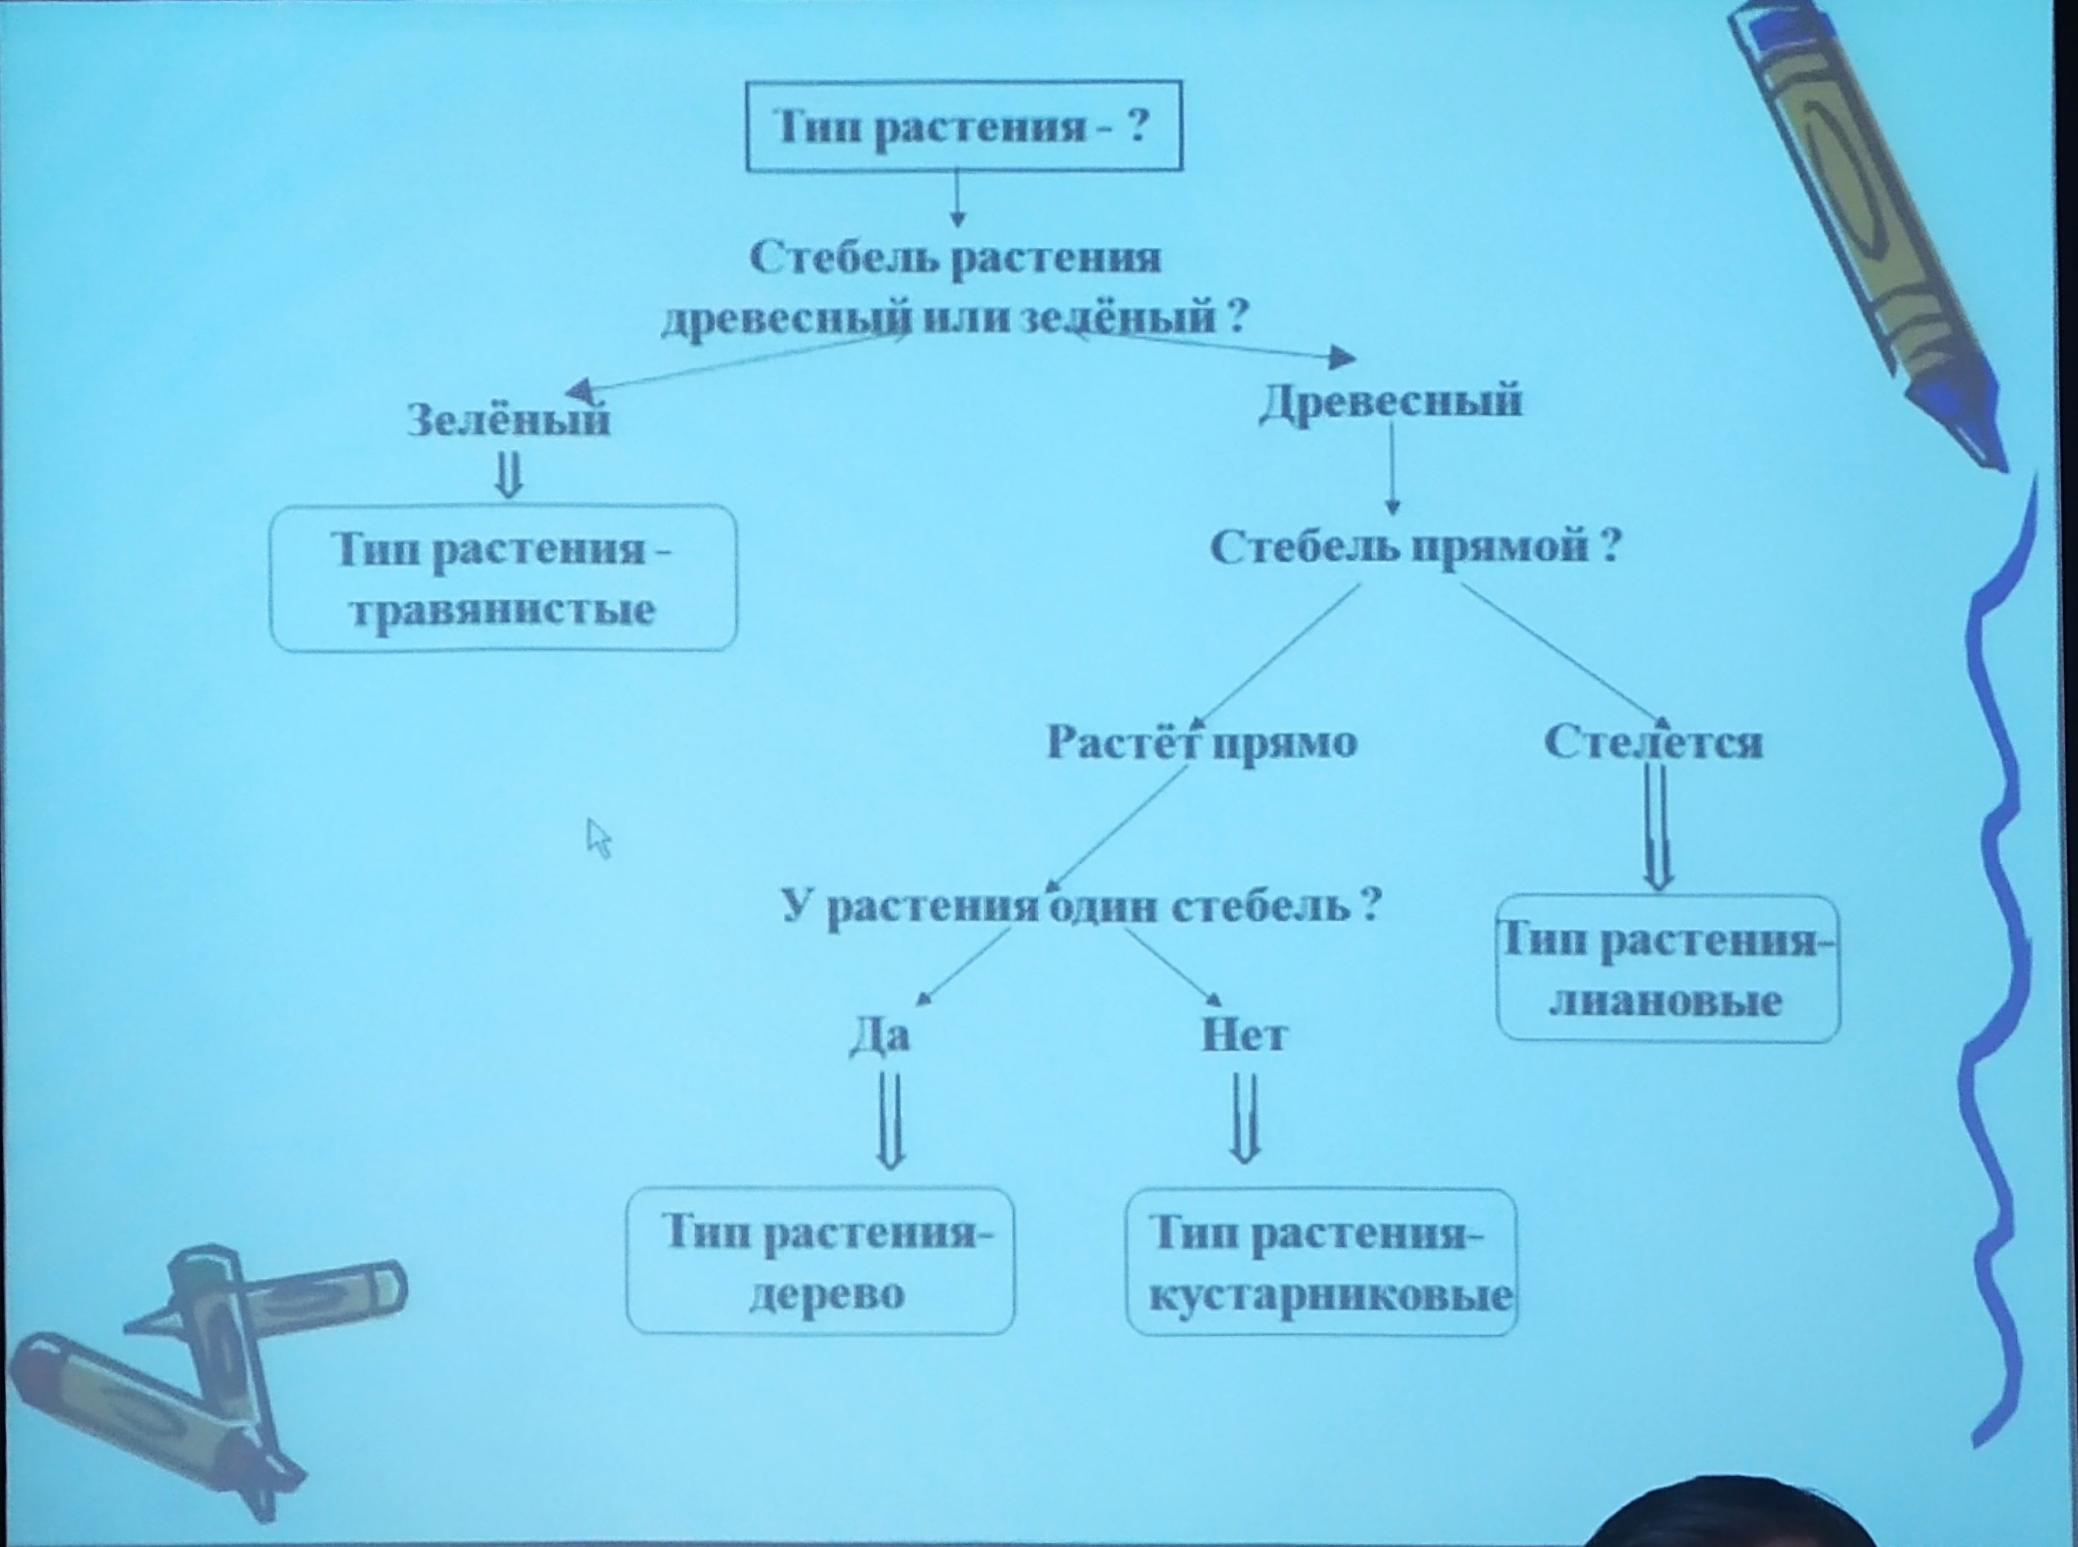 Тип растения - ?
Стебель растения
древесный или зелёный ?
Зелёный
Древесный
Тип растения -
травянистые
Стебель прямой ?
Растёт прямо
Стелется
У растения один стебель ?
Тип растения-
лиановые
Да
Нет
Тип растения-
дерево
Тип растения-
кустарниковые